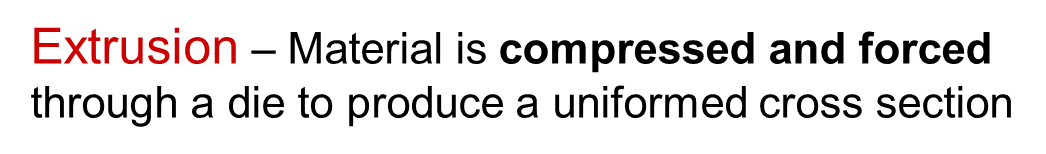 Extrusion – Material is compressed and forced
through a die to produce a uniformed cross section